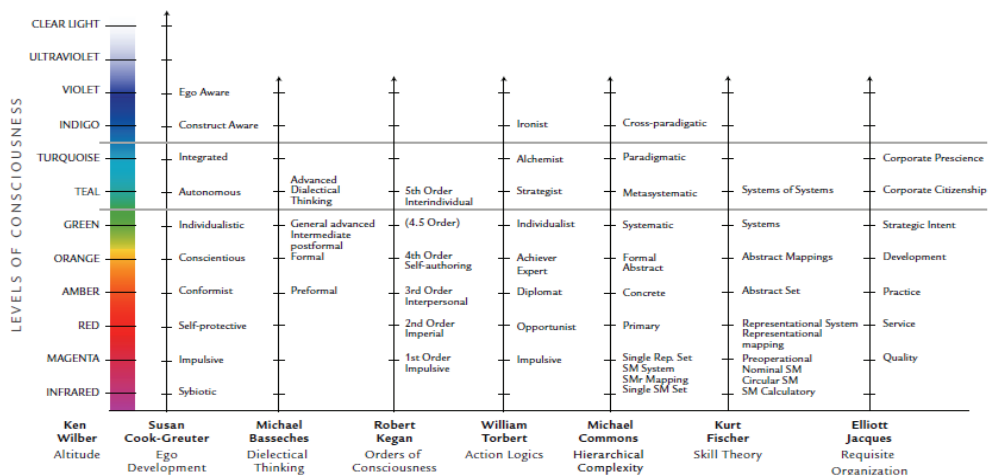 LEVELS OF CONSCIOUSNESS
CLEAR LIGHT
ULTRAVIOLET
VIOLET
INDIGO
TURQUOISE
TEAL
GREEN
ORANGE
AMBER
RED
MAGENTA
INFRARED
Ken
Wilber
Altitude
Ego Aware
Construct Aware
Integrated
Autonomous
Individualistic
Conscientious
Conformist
Self-protective
Impulsive
Sybiotic
Susan
Cook-Greuter
Ego
Development
Advanced
Dialectical
Thinking
General advanced
Intermediate
postformal
Formal
Preformal
Michael
Basseches
Dielectical
Thinking
5th Order
Interindividual
(4.5 Order)
4th Order
Self-authoring
3rd Order
Interpersonal
2nd Order
Imperial
1st Order
Impulsive
Robert
Kegan
Orders of
Consciousness
Ironist
Alchemist
Strategist
Individualist
Achiever
Expert
Diplomat
Opportunist
Impulsive
William
Torbert
Action Logics
Cross-paradigatic
Paradigmatic
Metasystematic
Systematic
Formal
Abstract
Concrete
Primary
Single Rep. Set
SM System
SMr Mapping
Single SM Set
Michael
Commons
Hierarchical
Complexity
Systems of Systems
Systems
Abstract Mappings
Abstract Set
Representational System
Representational
mapping
Preoperational
Nominal SM
Circular SM
SM Calculatory
Kurt
Fischer
Skill Theory
Corporate Prescience
Corporate Citizenship
Strategic Intent
Development
Practice
Service
Quality
Elliott
Jacques
Requisite
Organization